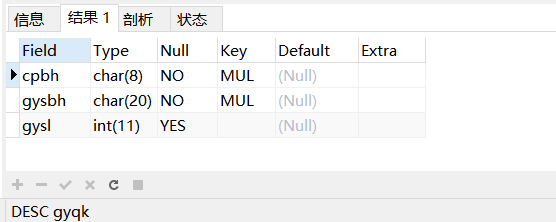 信息 结果 1 剖析 状态
Field Type Null Key Default Extra
cpbh char(8) NO MUL (Null)
gysbh char(20) NO MUL (Null)
gysl int(11) YES (Null)
DESC gyqk